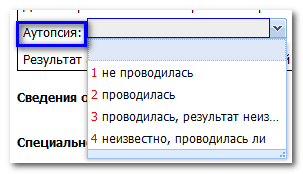 Аутопсия:
1 не проводилась
Результат
2 проводилась
3 проводилась, результат неиз...
Сведения о
4 неизвестно, проводилась ли
Специальн